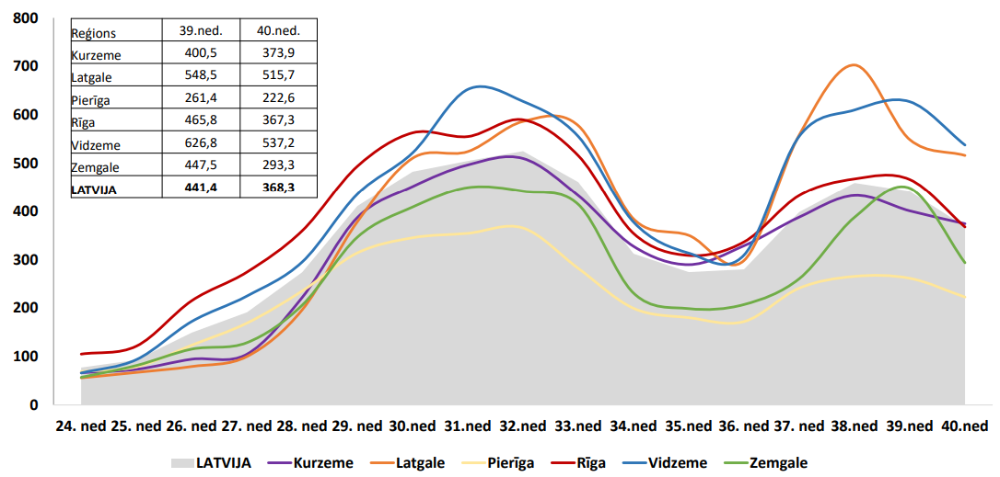 800
700
600
500
400
300
200
100
0
Reģions 39.ned. 40.ned.
Kurzeme 400,5 373,9
Latgale 548,5 515,7
Pierīga 261,4 222,6
Rīga 465,8 367,3
Vidzeme 626,8 537,2
Zemgale 447,5 293,3
LATVIJA 441,4 368,3
24. ned 25. ned 26. ned 27. ned 28. ned 29. ned 30.ned 31.ned 32.ned 33.ned 34.ned 35.ned 36.ned 37.ned 38.ned 39.ned 40.ned
LATVIJA Kurzeme Latgale Pierīga Rīga Vidzeme Zemgale